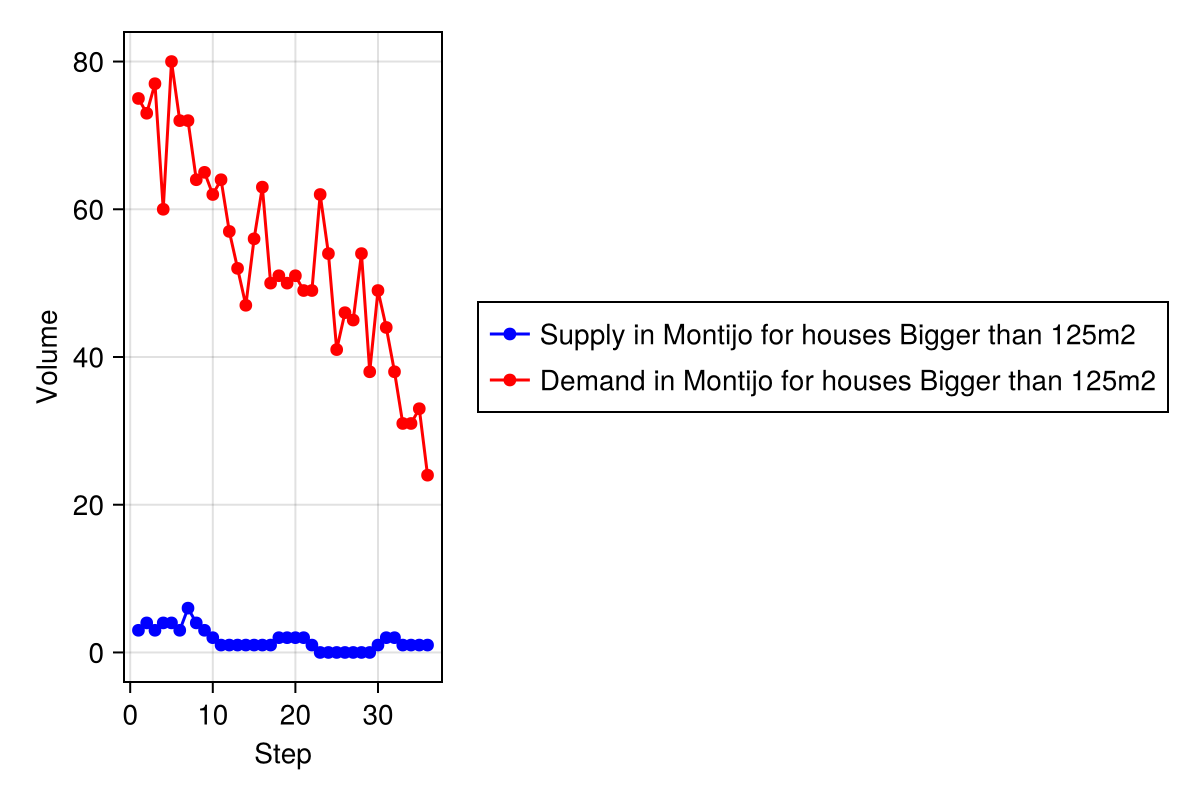 80
60
40
20
0
Volume
0 10 20 30
Step
Supply in Montijo for houses Bigger than 125m2
Demand in Montijo for houses Bigger than 125m2